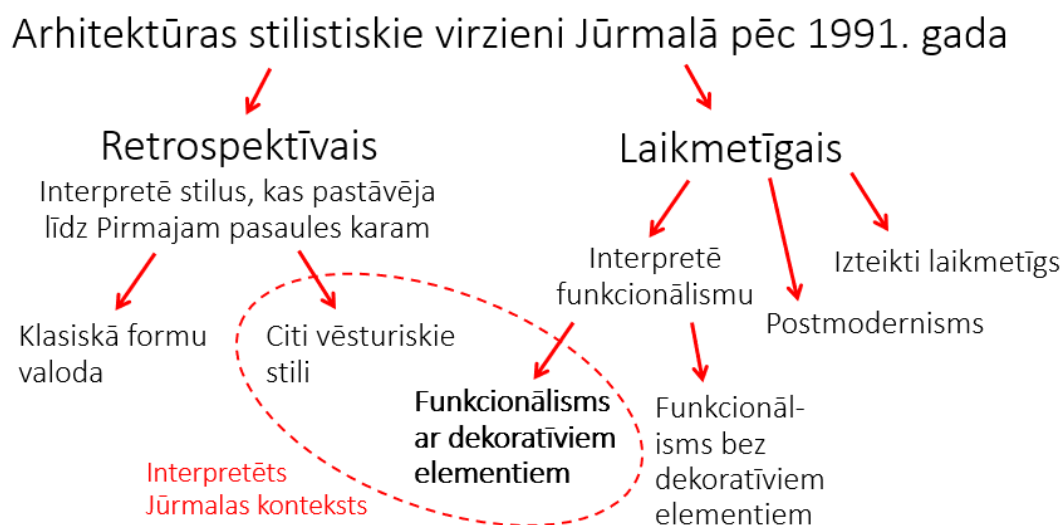 Arhitektūras stilistiskie virzieni Jūrmalā pēc 1991. gada
Retrospektīvais
Interpretē stilus, kas pastāvēja
līdz Pirmajam pasaules karam
Klasiskā formu
valoda
Citi vēsturiskie
stili
Laikmetīgais
Interpretē
funkcionālismu
Postmodernisms
Izteikti laikmetīgs
Funkcionālisms
ar dekoratīviem
elementiem
Funkcionāl-
isms bez
dekoratīviem
elementiem
Interpretēts
Jūrmalas konteksts